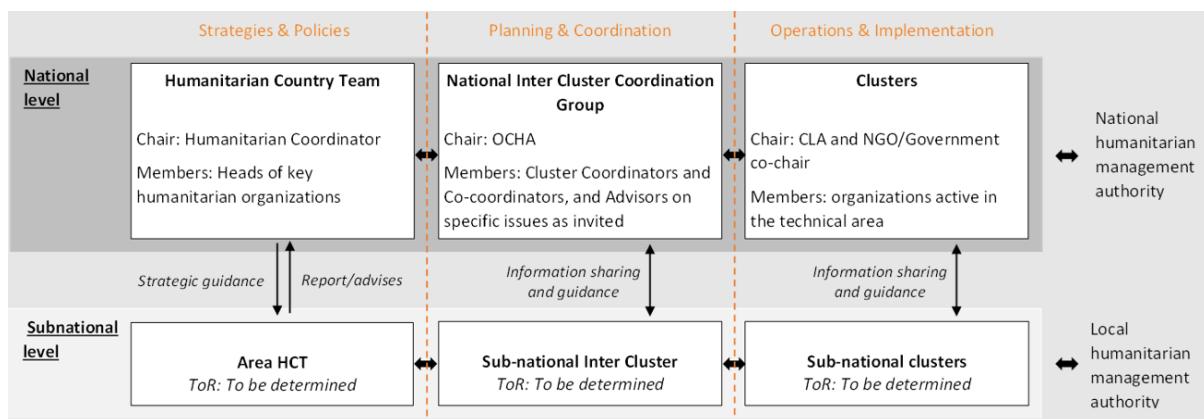 Strategies & Policies
Planning & Coordination
Operations & Implementation
National
level
Humanitarian Country Team
Chair: Humanitarian Coordinator
Members: Heads of key
humanitarian organizations
National Inter Cluster Coordination
Group
Chair: OCHA
Members: Cluster Coordinators and
Co-coordinators, and Advisors on
specific issues as invited
Clusters
Chair: CLA and NGO/Government
co-chair
Members: organizations active in
the technical area
National
humanitarian
management
authority
Strategic guidance
Report/advises
Information sharing
and guidance
Information sharing
and guidance
Subnational
level
Area HCT
ToR: To be determined
Sub-national Inter Cluster
ToR: To be determined
Sub-national clusters
ToR: To be determined
Local
humanitarian
management
authority